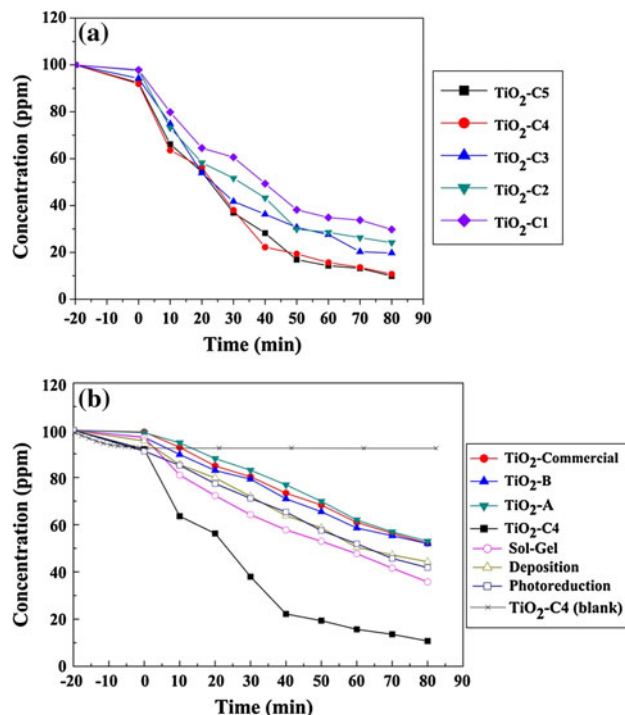 (a)
120
100
80
60
40
20
0
Concentration (ppm)
-20 -10 0 10 20 30 40 50 60 70 80 90
Time (min)
TiO2-C5
TiO2-C4
TiO2-C3
TiO2-C2
TiO2-C1
(b)
120
100
80
60
40
20
0
Concentration (ppm)
-20 -10 0 10 20 30 40 50 60 70 80 90
Time (min)
TiO2-Commercial
TiO2-B
TiO2-A
TiO2-C4
Sol-Gel
Deposition
Photoreduction
TiO2-C4 (blank)